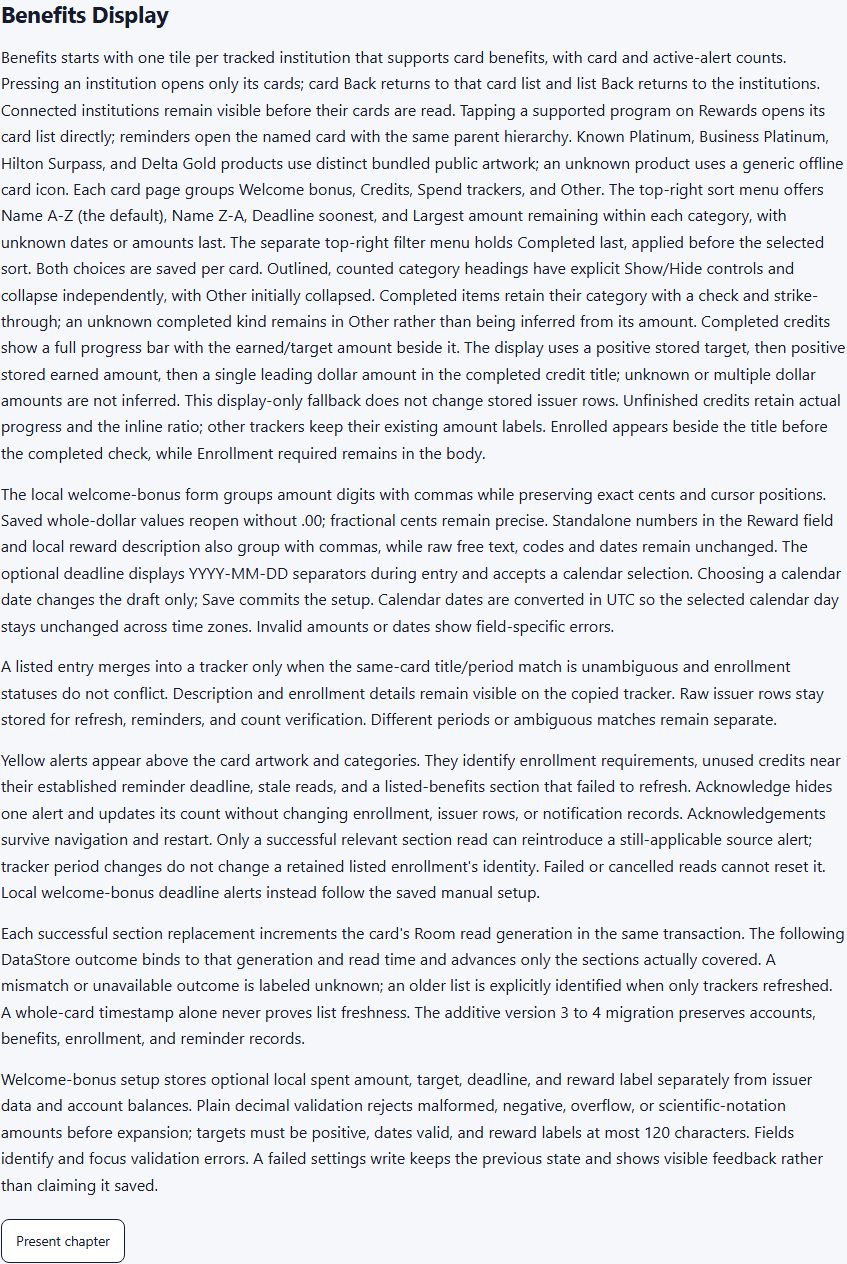 Benefits Display
Benefits starts with one tile per tracked institution that supports card benefits, with card and active-alert counts.
Pressing an institution opens only its cards; card Back returns to that card list and list Back returns to the institutions.
Connected institutions remain visible before their cards are read. Tapping a supported program on Rewards opens its
card list directly; reminders open the named card with the same parent hierarchy. Known Platinum, Business Platinum,
Hilton Surpass, and Delta Gold products use distinct bundled public artwork; an unknown product uses a generic offline
card icon. Each card page groups Welcome bonus, Credits, Spend trackers, and Other. The top-right sort menu offers
Name A-Z (the default), Name Z-A, Deadline soonest, and Largest amount remaining within each category, with
unknown dates or amounts last. The separate top-right filter menu holds Completed last, applied before the selected
sort. Both choices are saved per card. Outlined, counted category headings have explicit Show/Hide controls and
collapse independently, with Other initially collapsed. Completed items retain their category with a check and strike-
through; an unknown completed kind remains in Other rather than being inferred from its amount. Completed credits
show a full progress bar with the earned/target amount beside it. The display uses a positive stored target, then positive
stored earned amount, then a single leading dollar amount in the completed credit title; unknown or multiple dollar
amounts are not inferred. This display-only fallback does not change stored issuer rows. Unfinished credits retain actual
progress and the inline ratio; other trackers keep their existing amount labels. Enrolled appears beside the title before
the completed check, while Enrollment required remains in the body.
The local welcome-bonus form groups amount digits with commas while preserving exact cents and cursor positions.
Saved whole-dollar values reopen without .00; fractional cents remain precise. Standalone numbers in the Reward field
and local reward description also group with commas, while raw free text, codes and dates remain unchanged. The
optional deadline displays YYYY-MM-DD separators during entry and accepts a calendar selection. Choosing a calendar
date changes the draft only; Save commits the setup. Calendar dates are converted in UTC so the selected calendar day
stays unchanged across time zones. Invalid amounts or dates show field-specific errors.
A listed entry merges into a tracker only when the same-card title/period match is unambiguous and enrollment
statuses do not conflict. Description and enrollment details remain visible on the copied tracker. Raw issuer rows stay
stored for refresh, reminders, and count verification. Different periods or ambiguous matches remain separate.
Yellow alerts appear above the card artwork and categories. They identify enrollment requirements, unused credits near
their established reminder deadline, stale reads, and a listed-benefits section that failed to refresh. Acknowledge hides
one alert and updates its count without changing enrollment, issuer rows, or notification records. Acknowledgements
survive navigation and restart. Only a successful relevant section read can reintroduce a still-applicable source alert;
tracker period changes do not change a retained listed enrollment's identity. Failed or cancelled reads cannot reset it.
Local welcome-bonus deadline alerts instead follow the saved manual setup.
Each successful section replacement increments the card's Room read generation in the same transaction. The following
DataStore outcome binds to that generation and read time and advances only the sections actually covered. A
mismatch or unavailable outcome is labeled unknown; an older list is explicitly identified when only trackers refreshed.
A whole-card timestamp alone never proves list freshness. The additive version 3 to 4 migration preserves accounts,
benefits, enrollment, and reminder records.
Welcome-bonus setup stores optional local spent amount, target, deadline, and reward label separately from issuer
data and account balances. Plain decimal validation rejects malformed, negative, overflow, or scientific-notation
amounts before expansion; targets must be positive, dates valid, and reward labels at most 120 characters. Fields
identify and focus validation errors. A failed settings write keeps the previous state and shows visible feedback rather
than claiming it saved.
Present chapter